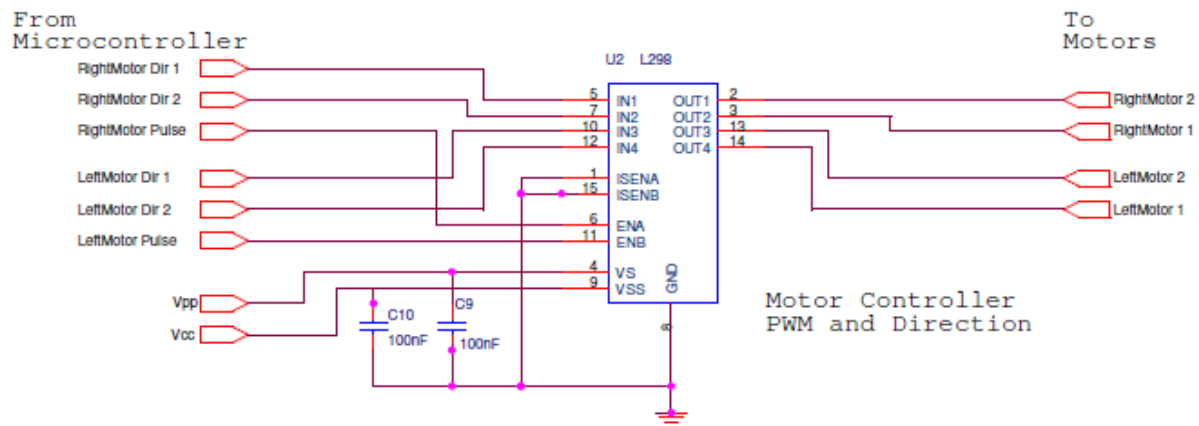 From
Microcontroller
To
Motors
U2 L298
RightMotor Dir 1
RightMotor Dir 2
RightMotor Pulse
LeftMotor Dir 1
LeftMotor Dir 2
LeftMotor Pulse
Vpp
Vcc
5 IN1 OUT1 2
7 IN2 OUT2 3
10 IN3 OUT3 13
12 IN4 OUT4 14
1 ISENA
15 ISENB
6 ENA
11 ENB
4 VS
9 VSS
GND
8
RightMotor 2
RightMotor 1
LeftMotor 2
LeftMotor 1
C10
100nF
C9
100nF
Motor Controller
PWM and Direction